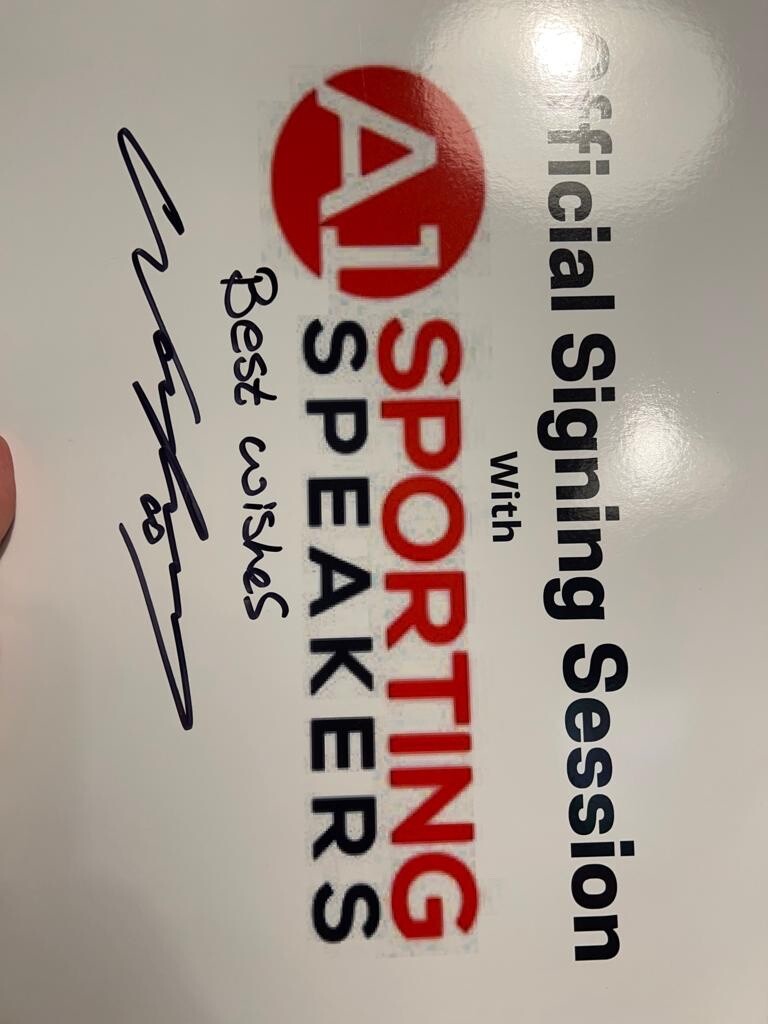 Official Signing Session
With
A1 SPORTING
SPEAKERS
Best wishes